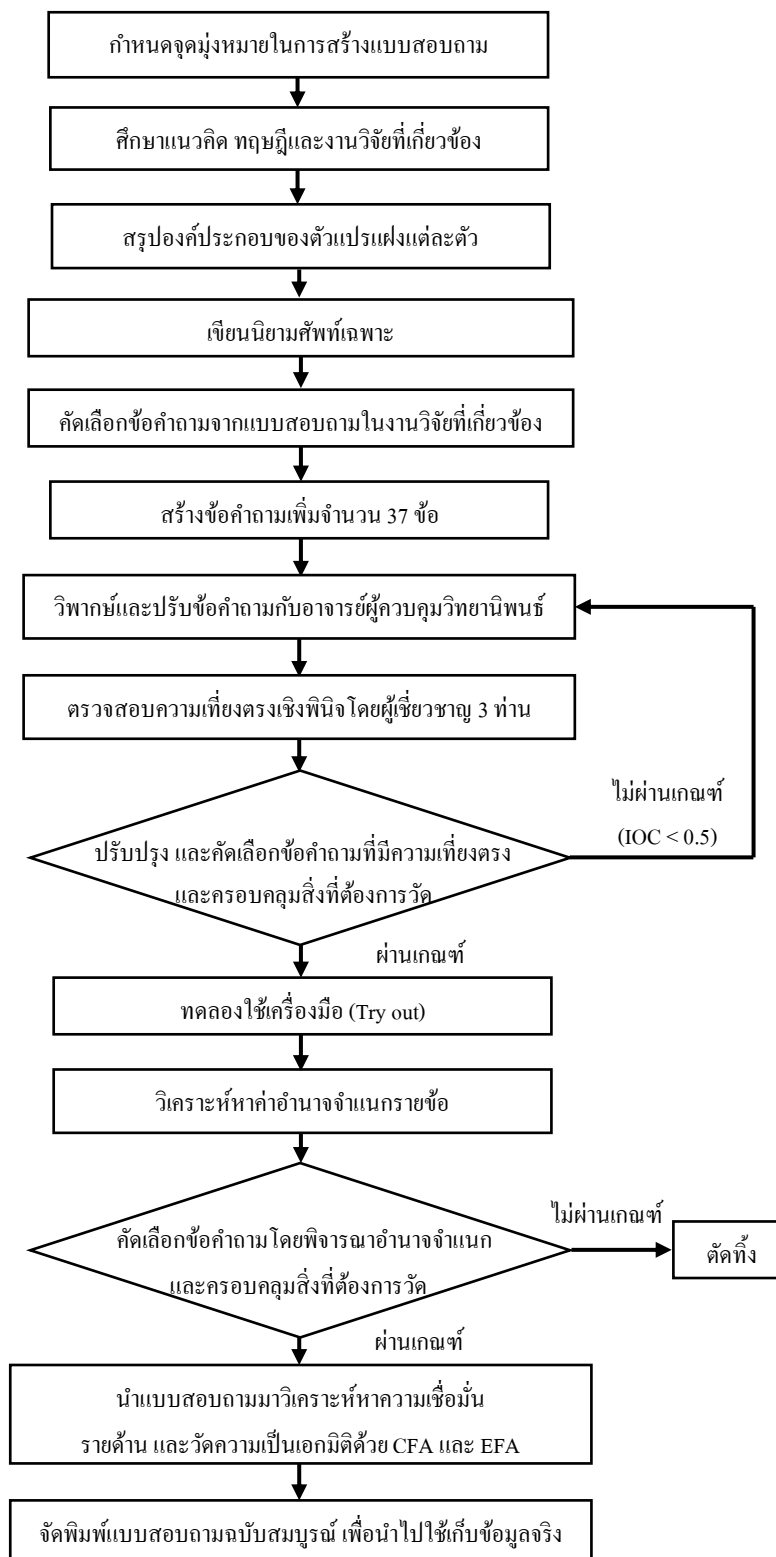 กำหนดจุดมุ่งหมายในการสร้างแบบสอบถาม
ศึกษาแนวคิด ทฤษฎีและงานวิจัยที่เกี่ยวข้อง
สรุปองค์ประกอบของตัวแปรแฝงแต่ละตัว
เขียนนิยามศัพท์เฉพาะ
คัดเลือกข้อคำถามจากแบบสอบถามในงานวิจัยที่เกี่ยวข้อง
สร้างข้อคำถามเพิ่มจำนวน 37 ข้อ
วิพากษ์และปรับข้อคำถามกับอาจารย์ผู้ควบคุมวิทยานิพนธ์
ตรวจสอบความเที่ยงตรงเชิงพินิจโดยผู้เชี่ยวชาญ 3 ท่าน
ไม่ผ่านเกณฑ์
(IOC < 0.5)
ปรับปรุง และคัดเลือกข้อคำถามที่มีความเที่ยงตรง
และครอบคลุมสิ่งที่ต้องการวัด
ผ่านเกณฑ์
ทดลองใช้เครื่องมือ (Try out)
วิเคราะห์หาค่าอำนาจจำแนกรายข้อ
ไม่ผ่านเกณฑ์
คัดเลือกข้อคำถามโดยพิจารณาอำนาจจำแนก
และครอบคลุมสิ่งที่ต้องการวัด
ตัดทิ้ง
ผ่านเกณฑ์
นำแบบสอบถามมาวิเคราะห์หาความเชื่อมั่น
รายด้าน และวัดความเป็นเอกมิติด้วย CFA และ EFA
จัดพิมพ์แบบสอบถามฉบับสมบูรณ์ เพื่อนำไปใช้เก็บข้อมูลจริง